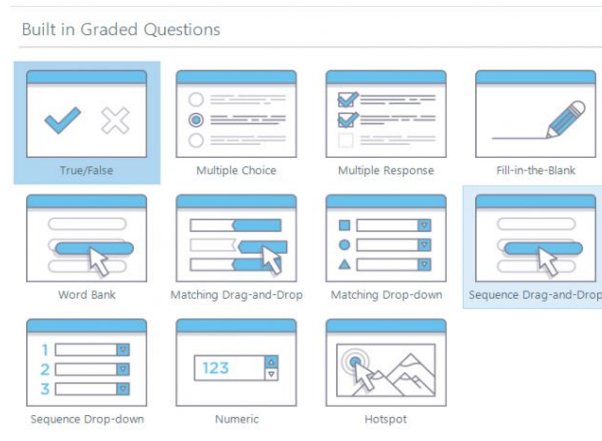 Built in Graded Questions
True/False
Multiple Choice
Multiple Response
Fill-in-the-Blank
Word Bank
Matching Drag-and-Drop
Matching Drop-down
Sequence Drag-and-Drop
1
2
3
123
Sequence Drop-down
Numeric
Hotspot